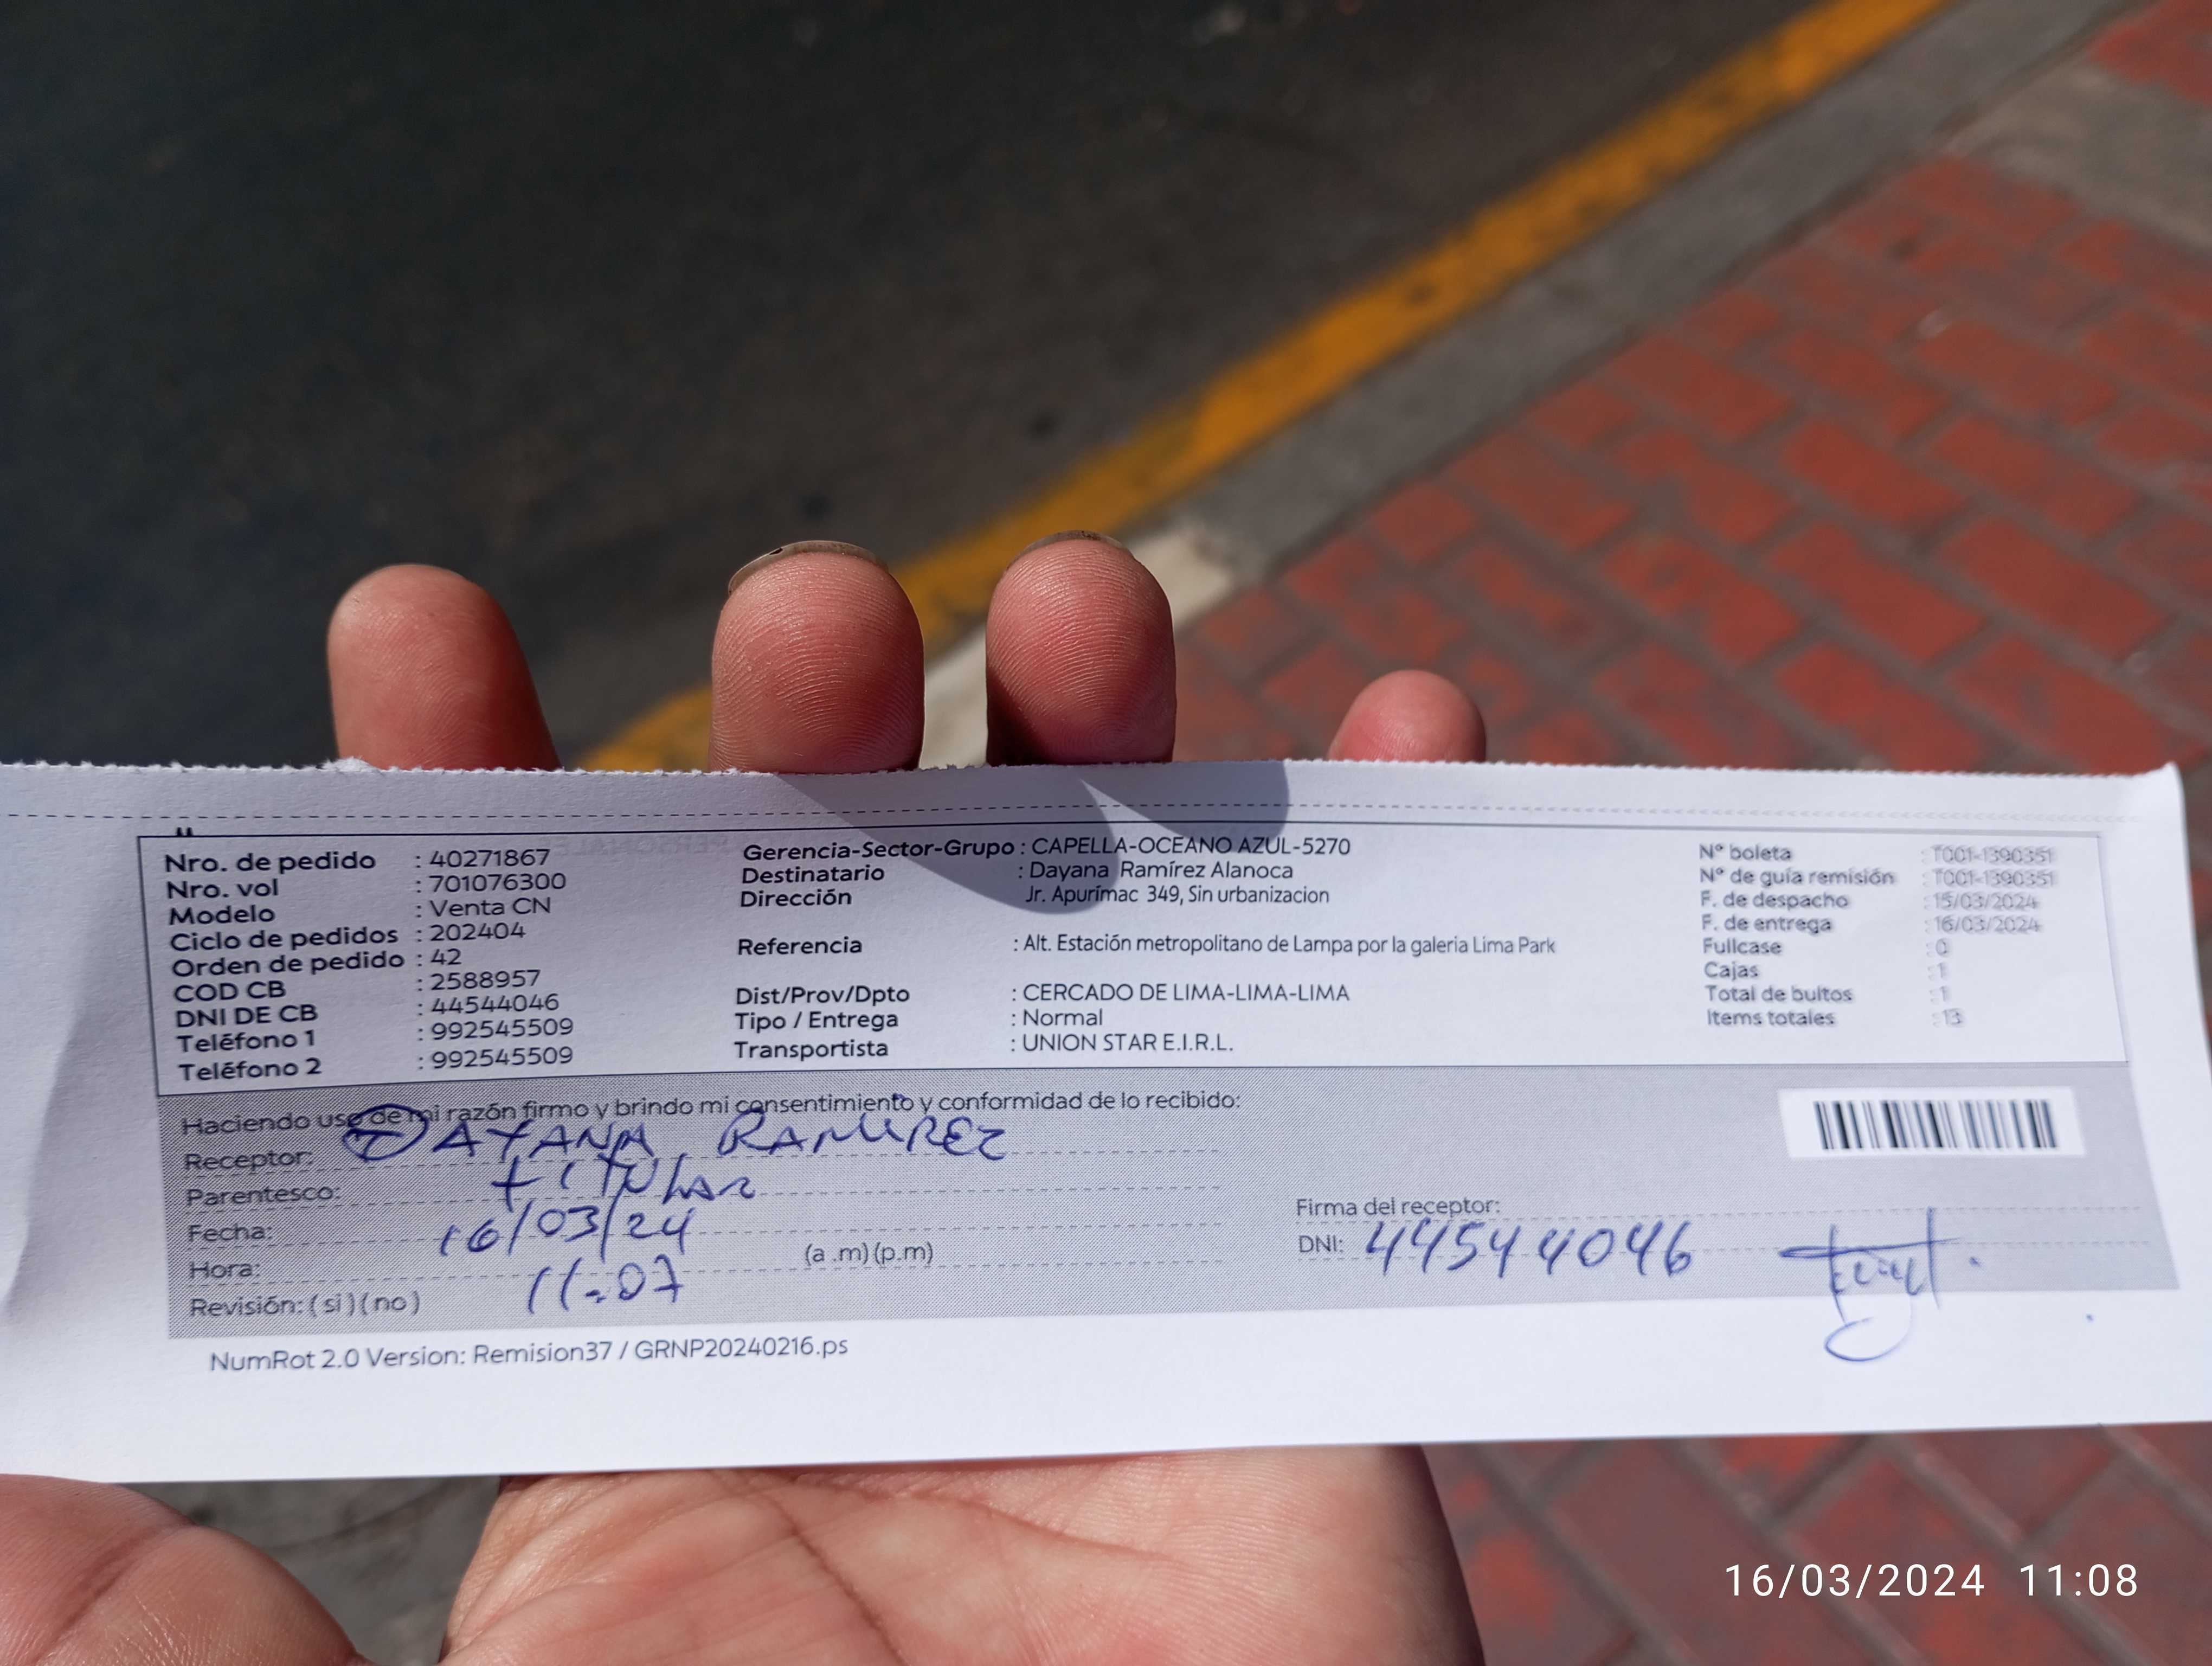 Nro. de pedido : 40271867
Nro. vol : 701076300
Modelo : Venta CN
Ciclo de pedidos : 202404
Orden de pedido : 42
COD CB : 2588957
DNI DE CB : 44544046
Teléfono 1 : 992545509
Teléfono 2 : 992545509
Gerencia-Sector-Grupo : CAPELLA-OCEANO AZUL-5270
Destinatario : Dayana Ramírez Alanoca
Dirección Jr. Apurímac 349, Sin urbanizacion
Referencia : Alt. Estación metropolitano de Lampa por la galeria Lima Park
Dist/Prov/Dpto : CERCADO DE LIMA-LIMA-LIMA
Tipo / Entrega : Normal
Transportista : UNION STAR E.I.R.L.
Nº boleta : T001-1390351
Nº de guía remisión : T001-1390351
F. de despacho : 15/03/2024
F. de entrega : 16/03/2024
Fullcase : 0
Cajas : 1
Total de bultos : 1
Items totales : 13
Haciendo uso de mi razón firmo y brindo mi consentimiento y conformidad de lo recibido:
Receptor: DAYANA RAMIREZ
Parentesco: titular
Fecha: 16/03/24
Hora: 11:07 (a .m) (p.m)
Revisión: ( si ) ( no )
Firma del receptor:
DNI: 44544046
NumRot 2.0 Version: Remision37 / GRNP20240216.ps
16/03/2024 11:08